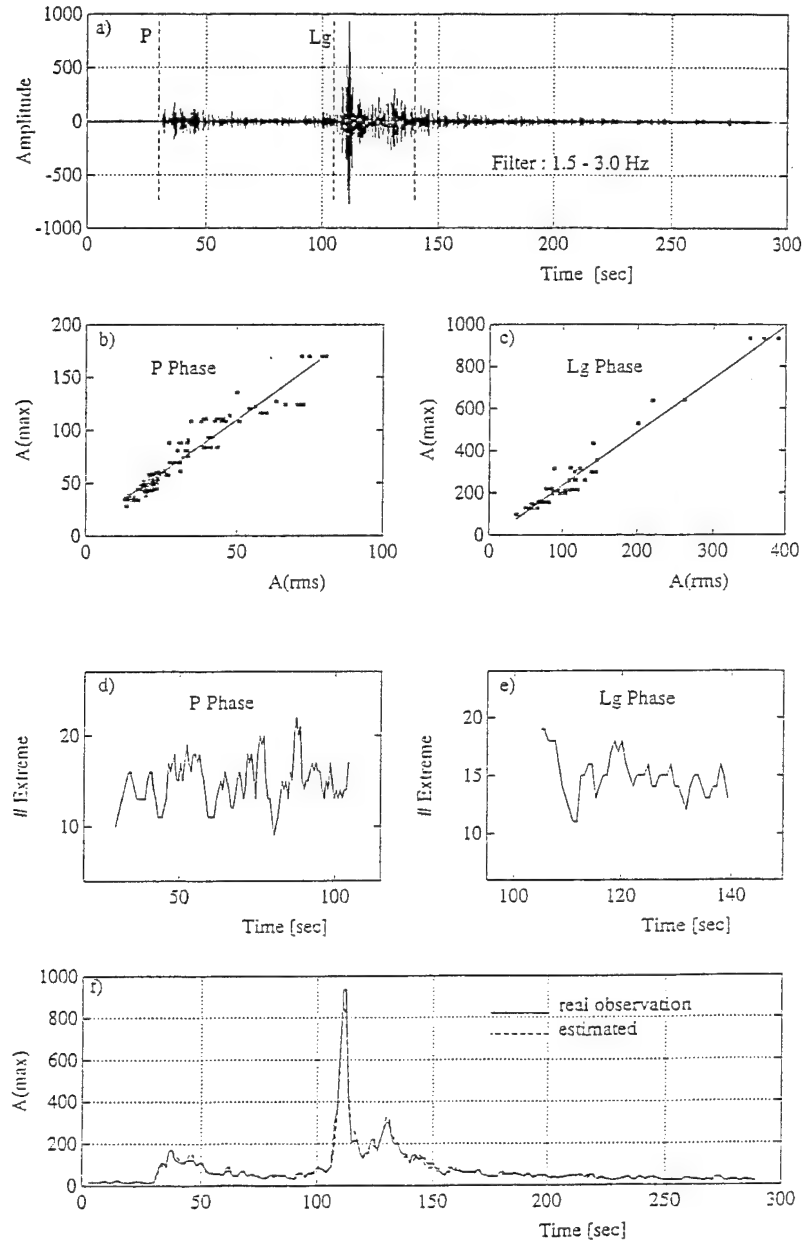 a)
P
Lg
1000
500
0
-500
-1000
Amplitude
Filter : 1.5 - 3.0 Hz
0 50 100 150 200 250 300
Time [sec]
b)
P Phase
200
150
100
50
0
A(max)
0 50 100
A(rms)
c)
Lg Phase
1000
800
600
400
200
0
A(max)
0 100 200 300 400
A(rms)
d)
P Phase
20
10
# Extreme
50 100
Time [sec]
e)
Lg Phase
20
15
10
# Extreme
100 120 140
Time [sec]
f)
1000
800
600
400
200
0
A(max)
real observation
estimated
0 50 100 150 200 250 300
Time [sec]